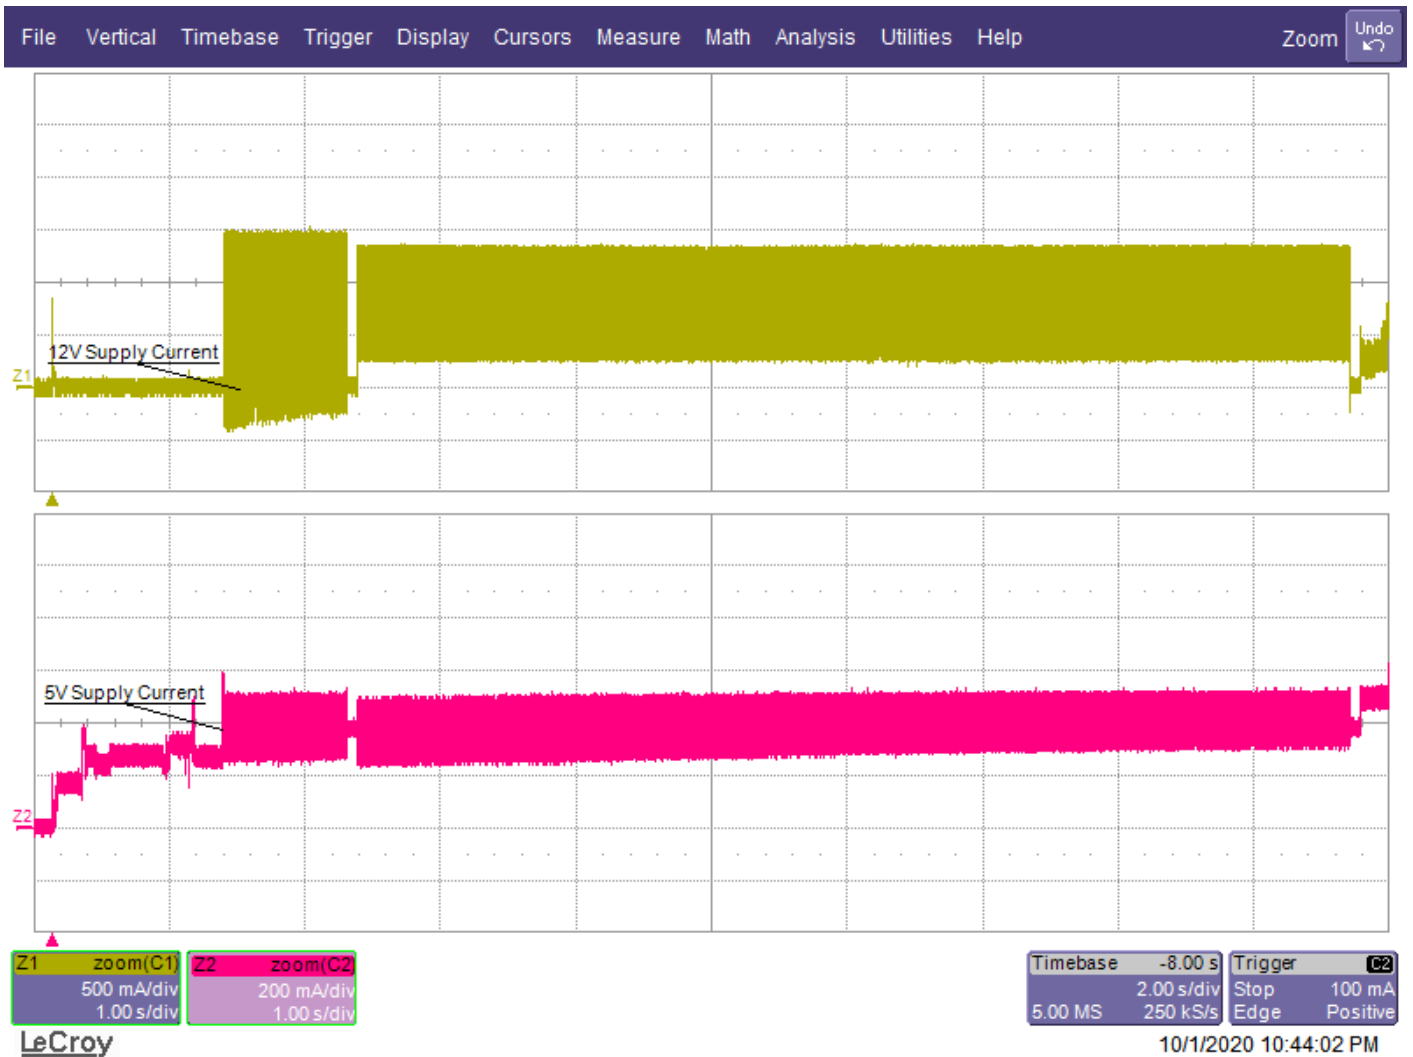 File Vertical Timebase Trigger Display Cursors Measure Math Analysis Utilities Help Zoom Undo
12V Supply Current
Z1
5V Supply Current
Z2
Z1 zoom(C1)
500 mA/div
1.00 s/div
Z2 zoom(C2)
200 mA/div
1.00 s/div
Timebase -8.00 s
2.00 s/div
5.00 MS 250 kS/s
Trigger C2
Stop 100 mA
Edge Positive
LeCroy
10/1/2020 10:44:02 PM